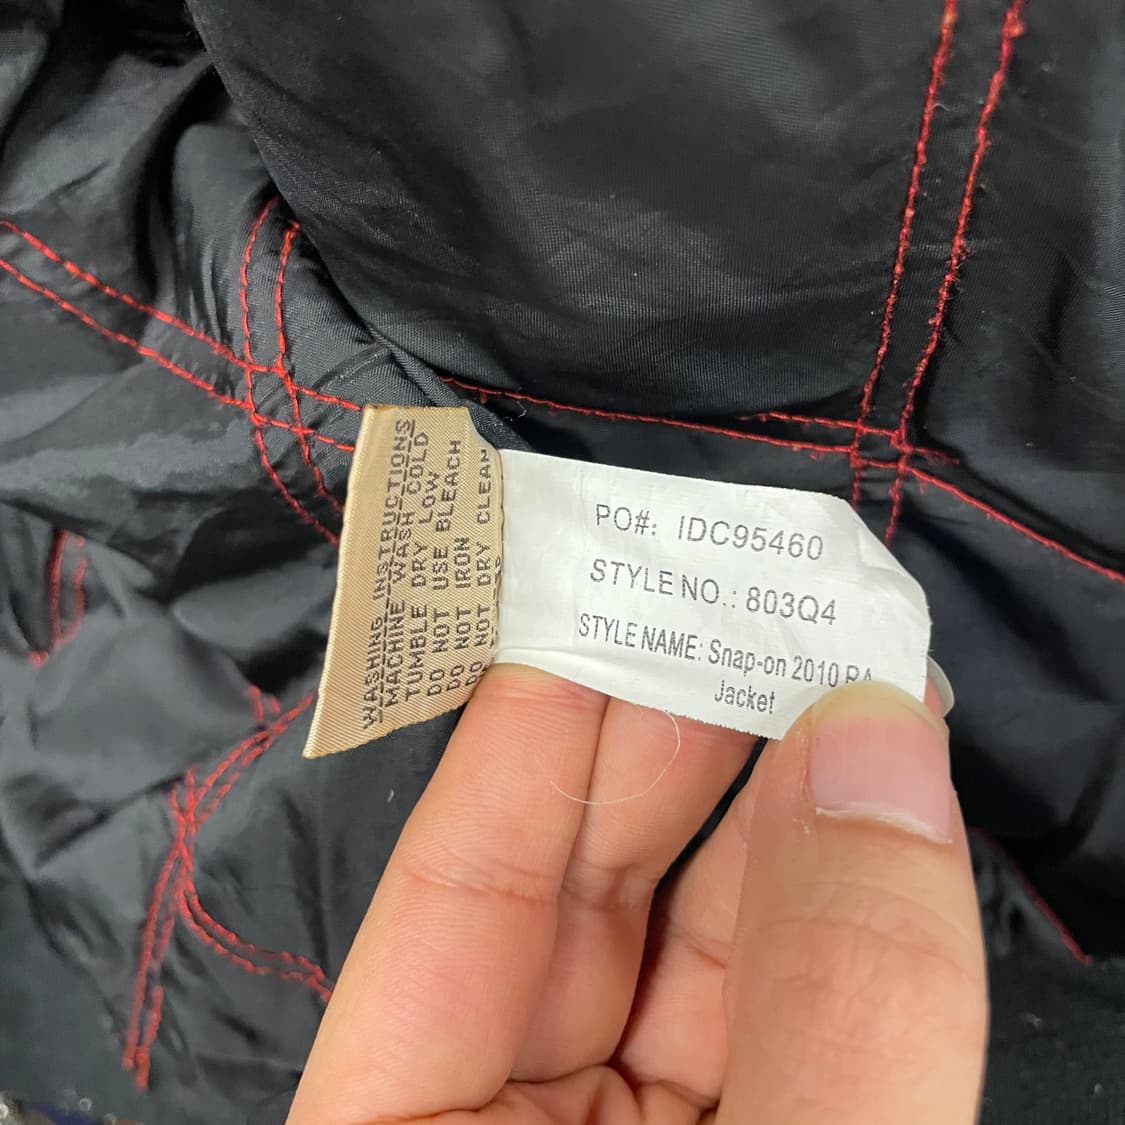 WASHING INSTRUCTIONS
MACHINE WASH COLD
TUMBLE DRY LOW
DO NOT USE BLEACH
DO NOT IRON
DO NOT DRY CLEAN
PO#: IDC95460
STYLE NO.: 803Q4
STYLE NAME: Snap-on 2010
Jacket